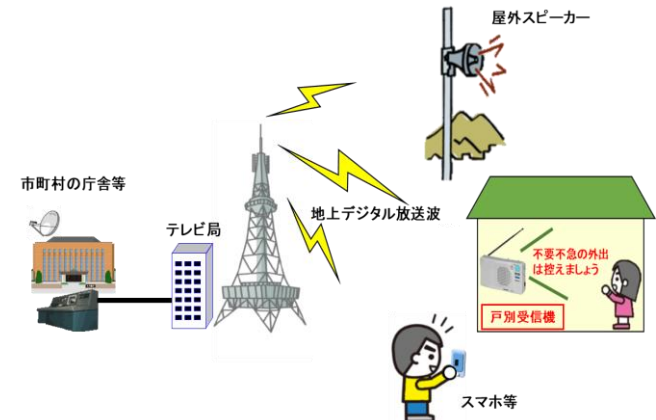 屋外スピーカー
市町村の庁舎等
テレビ局
地上デジタル放送波
不要不急の外出
は控えましょう
戸別受信機
スマホ等